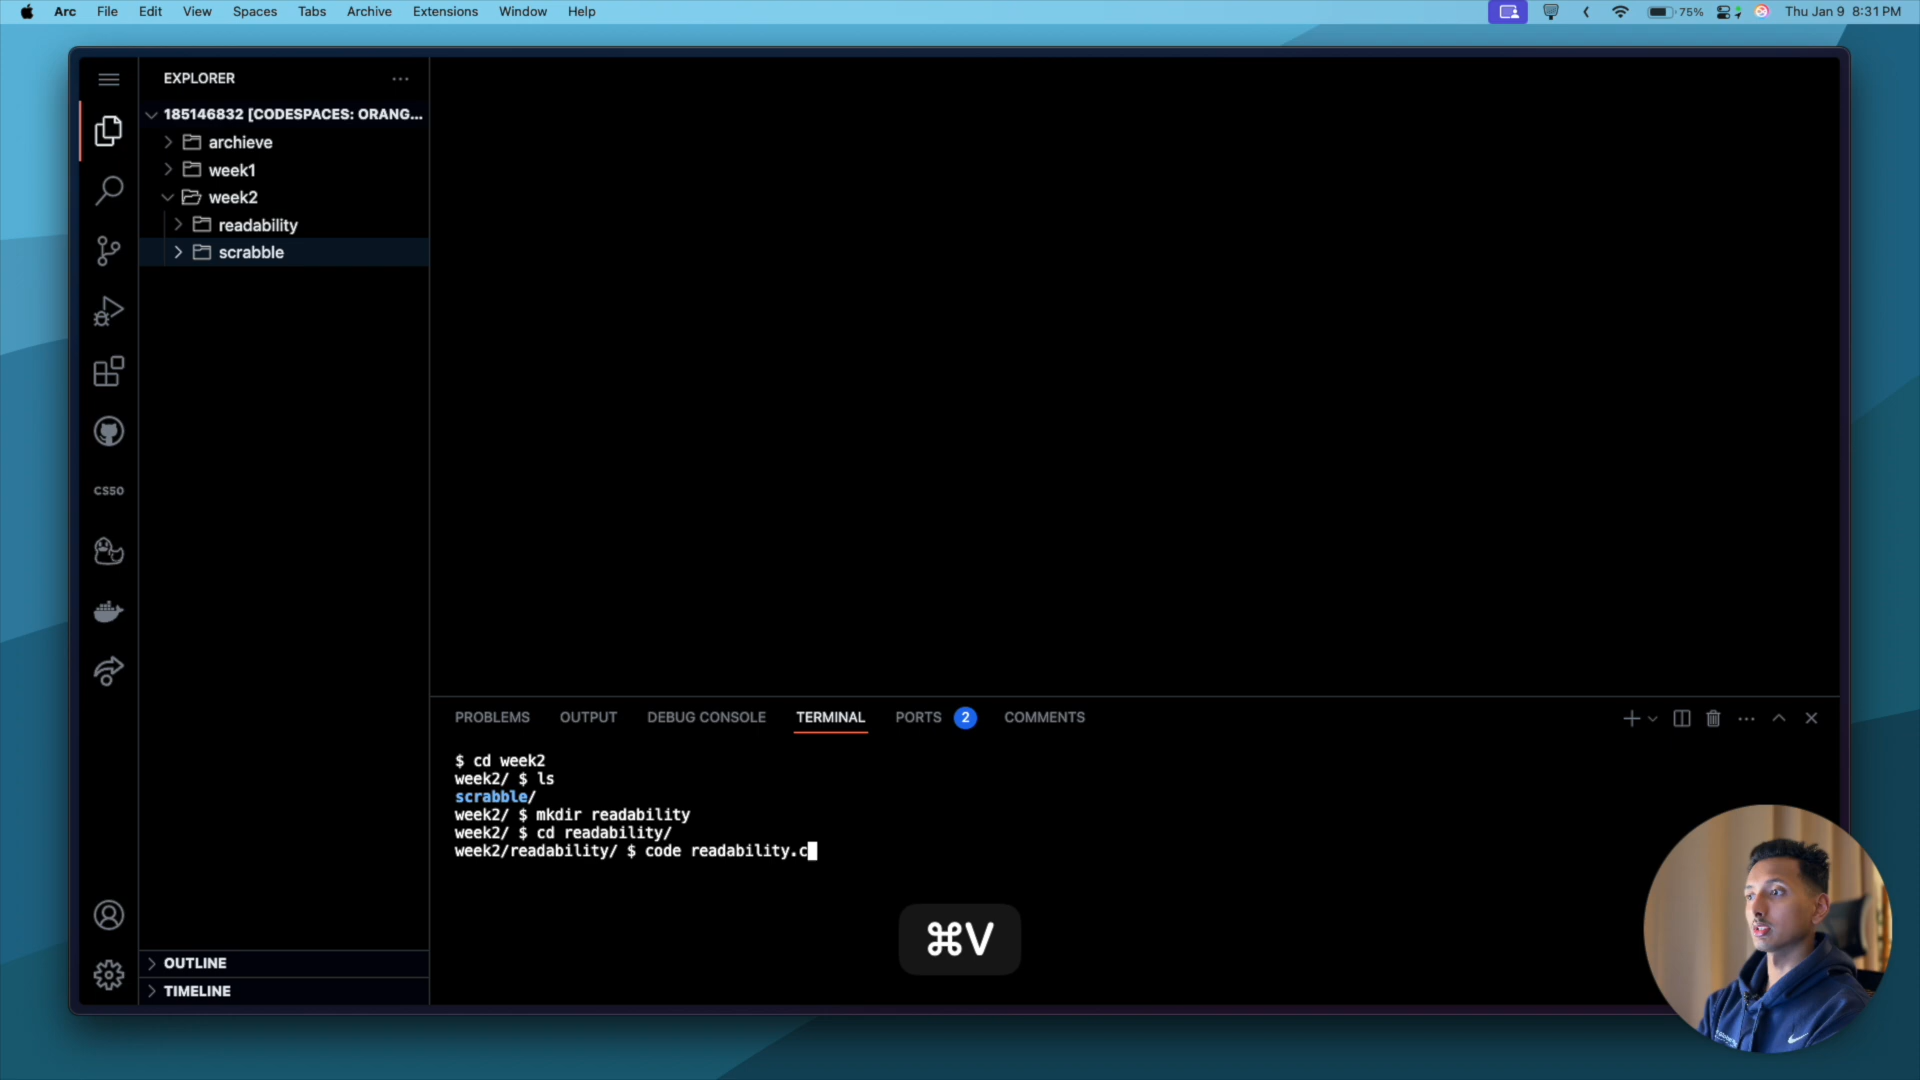 Arc File Edit View Spaces Tabs Archive Extensions Window Help
75% Thu Jan 9 8:31 PM
EXPLORER
185146832 [CODESPACES: ORANG...
archieve
week1
week2
readability
scrabble
CS50
OUTLINE
TIMELINE
PROBLEMS OUTPUT DEBUG CONSOLE TERMINAL PORTS 2 COMMENTS
$ cd week2
week2/ $ ls
scrabble/
week2/ $ mkdir readability
week2/ $ cd readability/
week2/readability/ $ code readability.c
⌘V